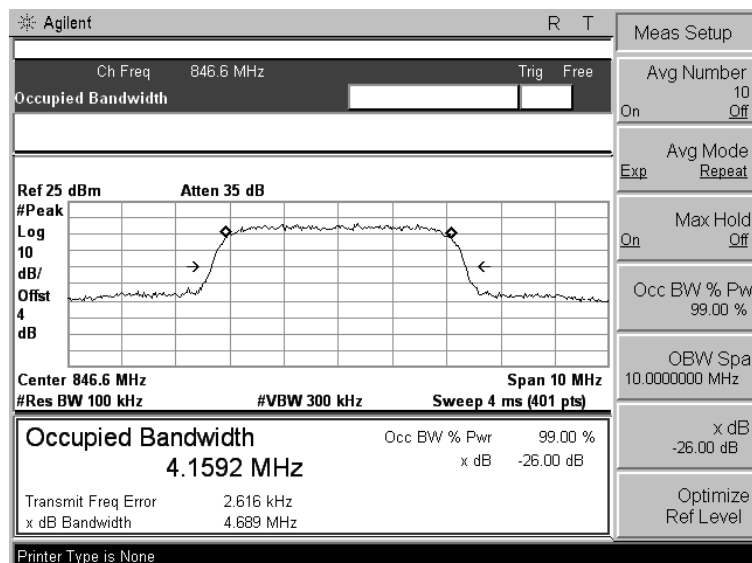 Agilent R T
Ch Freq 846.6 MHz Trig Free
Occupied Bandwidth
Ref 25 dBm Atten 35 dB
#Peak
Log
10
dB/
Offst
4
dB
Center 846.6 MHz Span 10 MHz
#Res BW 100 kHz #VBW 300 kHz Sweep 4 ms (401 pts)
Occupied Bandwidth
4.1592 MHz
Occ BW % Pwr 99.00 %
x dB -26.00 dB
Transmit Freq Error 2.616 kHz
x dB Bandwidth 4.689 MHz
Printer Type is None
Meas Setup
Avg Number
10
On Off
Avg Mode
Exp Repeat
Max Hold
On Off
Occ BW % Pw
99.00 %
OBW Spa
10.0000000 MHz
x dB
-26.00 dB
Optimize
Ref Level